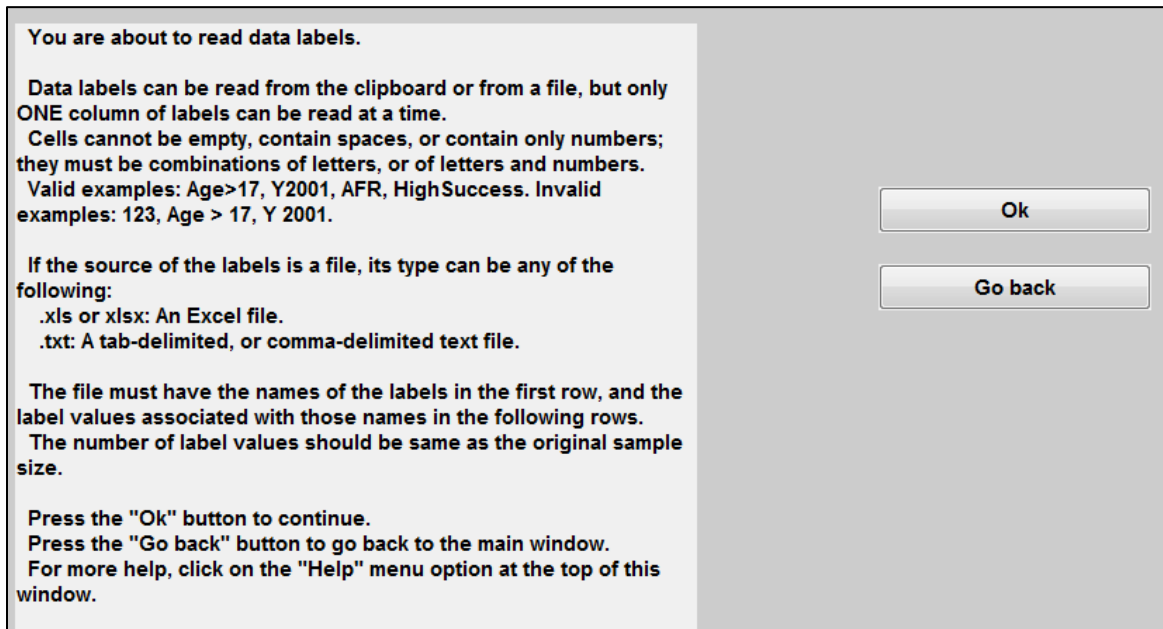 You are about to read data labels.
Data labels can be read from the clipboard or from a file, but only
ONE column of labels can be read at a time.
Cells cannot be empty, contain spaces, or contain only numbers;
they must be combinations of letters, or of letters and numbers.
Valid examples: Age>17, Y2001, AFR, HighSuccess. Invalid
examples: 123, Age > 17, Y 2001.
If the source of the labels is a file, its type can be any of the
following:
.xls or xlsx: An Excel file.
.txt: A tab-delimited, or comma-delimited text file.
The file must have the names of the labels in the first row, and the
label values associated with those names in the following rows.
The number of label values should be same as the original sample
size.
Press the "Ok" button to continue.
Press the "Go back" button to go back to the main window.
For more help, click on the "Help" menu option at the top of this
window.
Ok
Go back